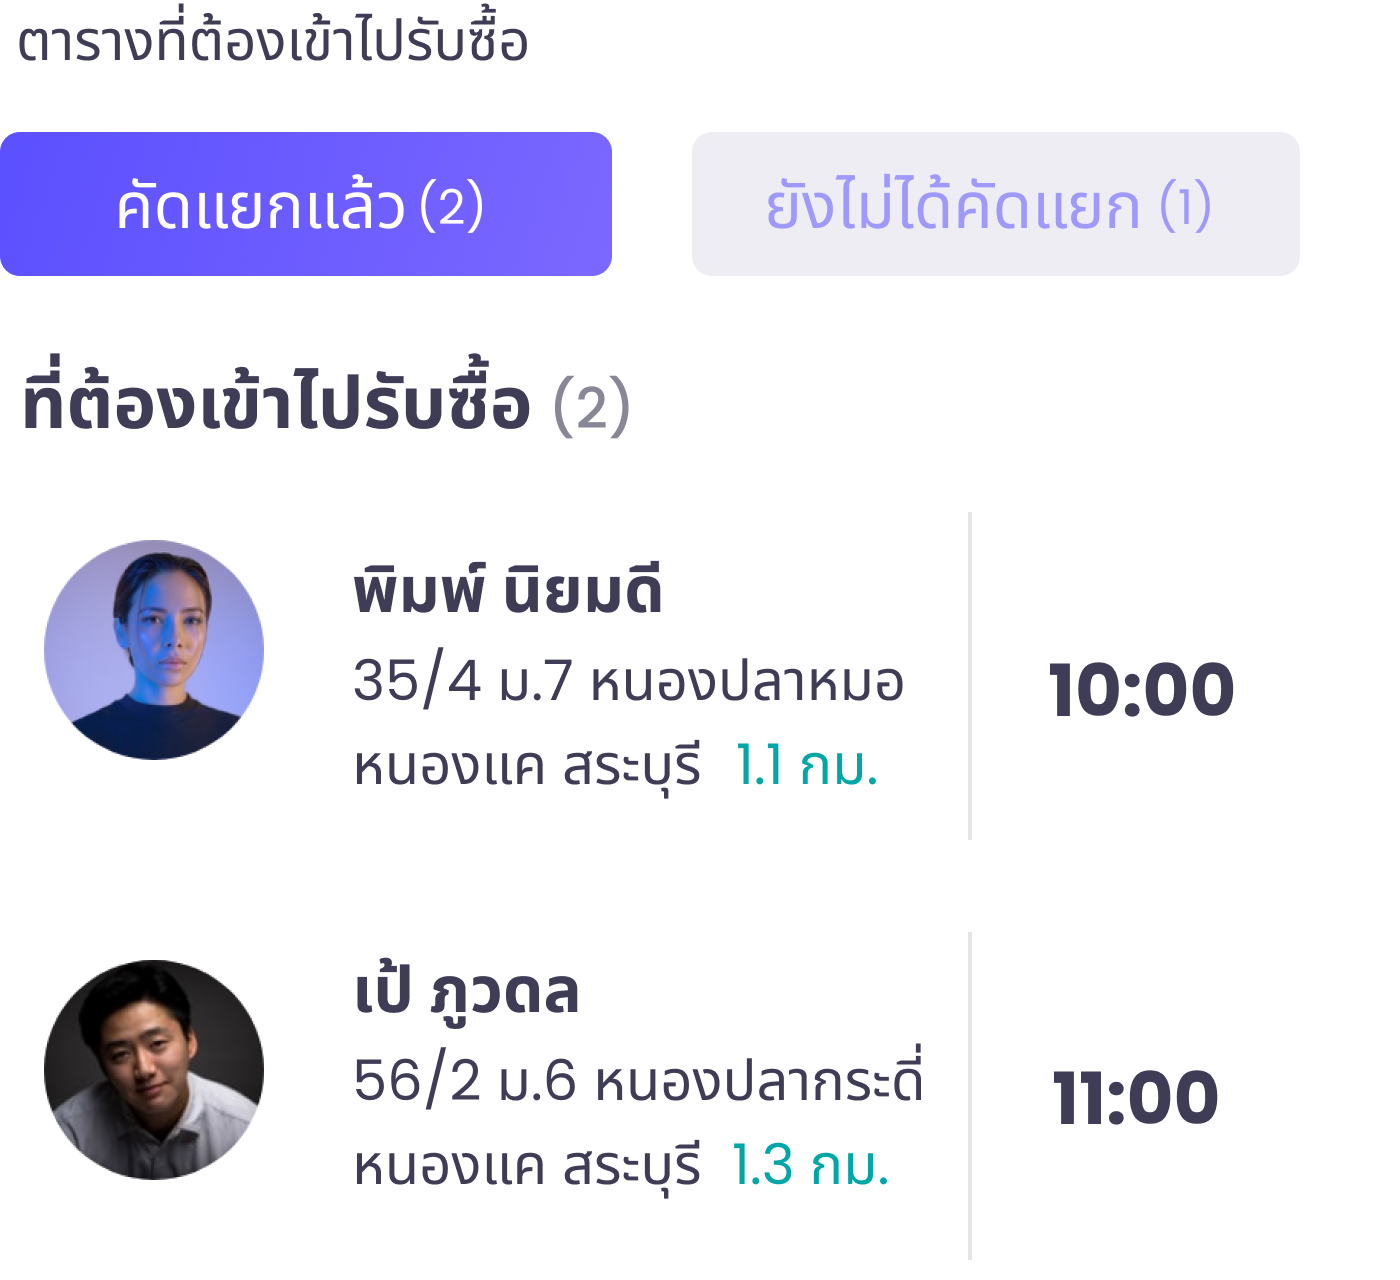 ตารางที่ต้องเข้าไปรับซื้อ
คัดแยกแล้ว (2)
ยังไม่ได้คัดแยก (1)
ที่ต้องเข้าไปรับซื้อ (2)
พิมพ์ นิยมดี
35/4 ม.7 หนองปลาหมอ
หนองแค สระบุรี 1.1 กม.
10:00
เป้ ภูวดล
56/2 ม.6 หนองปลากระดี่
หนองแค สระบุรี 1.3 กม.
11:00